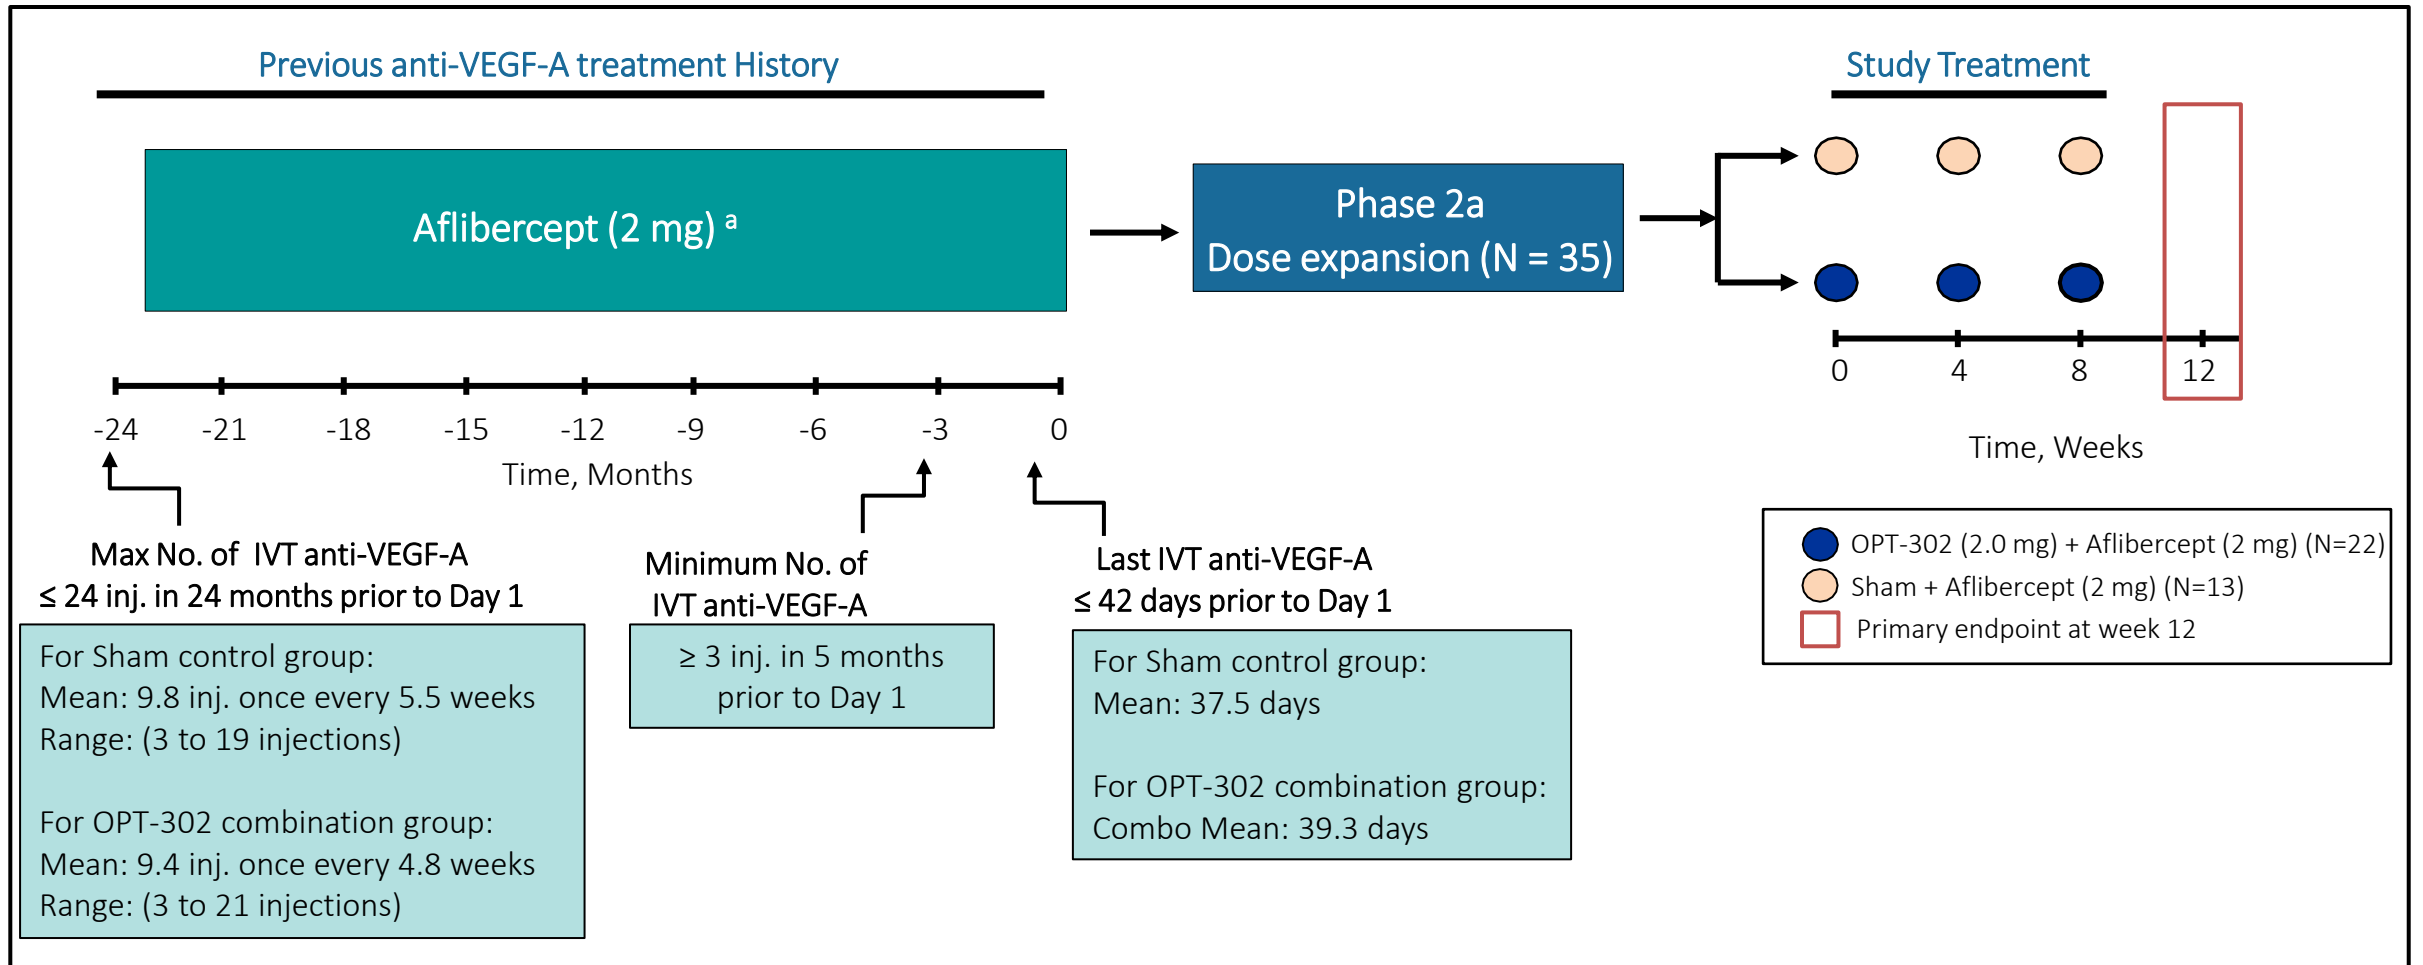 Previous anti-VEGF-A treatment History
Study Treatment
Aflibercept (2 mg) a
Phase 2a
Dose expansion (N = 35)
-24 -21 -18 -15 -12 -9 -6 -3 0
Time, Months
0 4 8 12
Time, Weeks
Max No. of IVT anti-VEGF-A
≤ 24 inj. in 24 months prior to Day 1
For Sham control group:
Mean: 9.8 inj. once every 5.5 weeks
Range: (3 to 19 injections)
For OPT-302 combination group:
Mean: 9.4 inj. once every 4.8 weeks
Range: (3 to 21 injections)
Minimum No. of
IVT anti-VEGF-A
≥ 3 inj. in 5 months
prior to Day 1
Last IVT anti-VEGF-A
≤ 42 days prior to Day 1
For Sham control group:
Mean: 37.5 days
For OPT-302 combination group:
Combo Mean: 39.3 days
OPT-302 (2.0 mg) + Aflibercept (2 mg) (N=22)
Sham + Aflibercept (2 mg) (N=13)
Primary endpoint at week 12